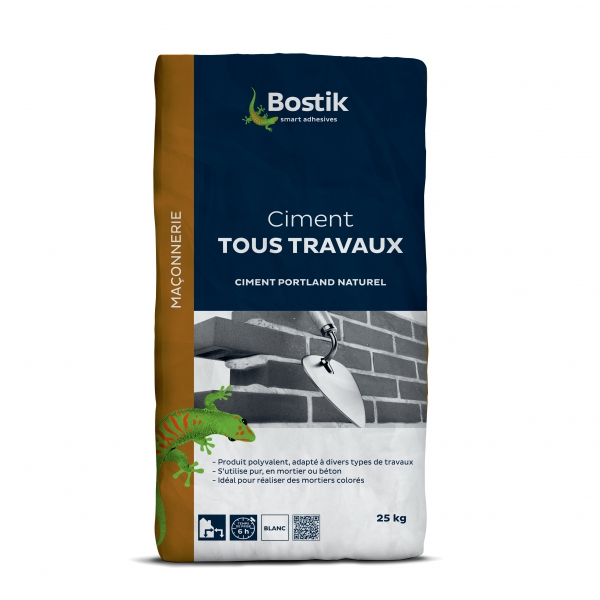 Bostik
smart adhesives
MAÇONNERIE
Ciment
TOUS TRAVAUX
CIMENT PORTLAND NATUREL
- Produit polyvalent, adapté à divers types de travaux
- S'utilise pur, en mortier ou béton
- Idéal pour réaliser des mortiers colorés
6 h
BLANC
25 kg